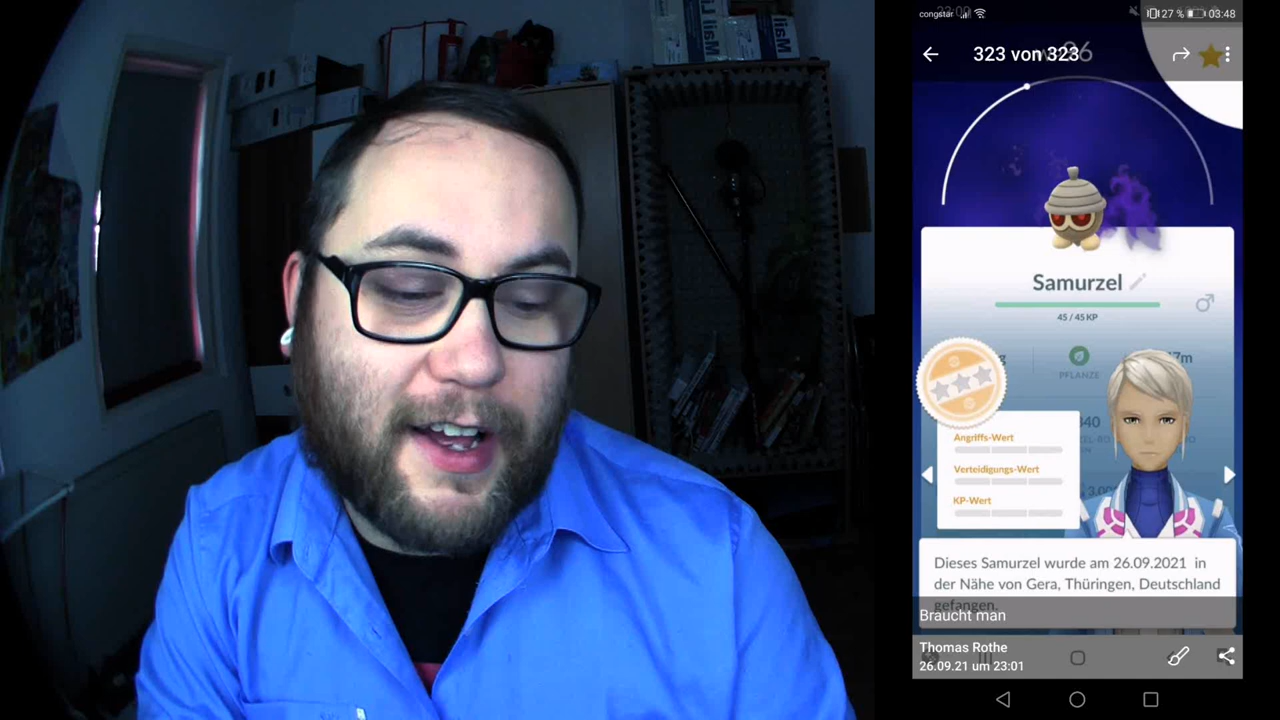 congstar 27 % 03:48
323 von 323
Samurzel
45 / 45 KP
PFLANZE
Angriffs-Wert
Verteidigungs-Wert
KP-Wert
Dieses Samurzel wurde am 26.09.2021 in
der Nähe von Gera, Thüringen, Deutschland
gefangen.
Braucht man
Thomas Rothe
26.09.21 um 23:01
Mail